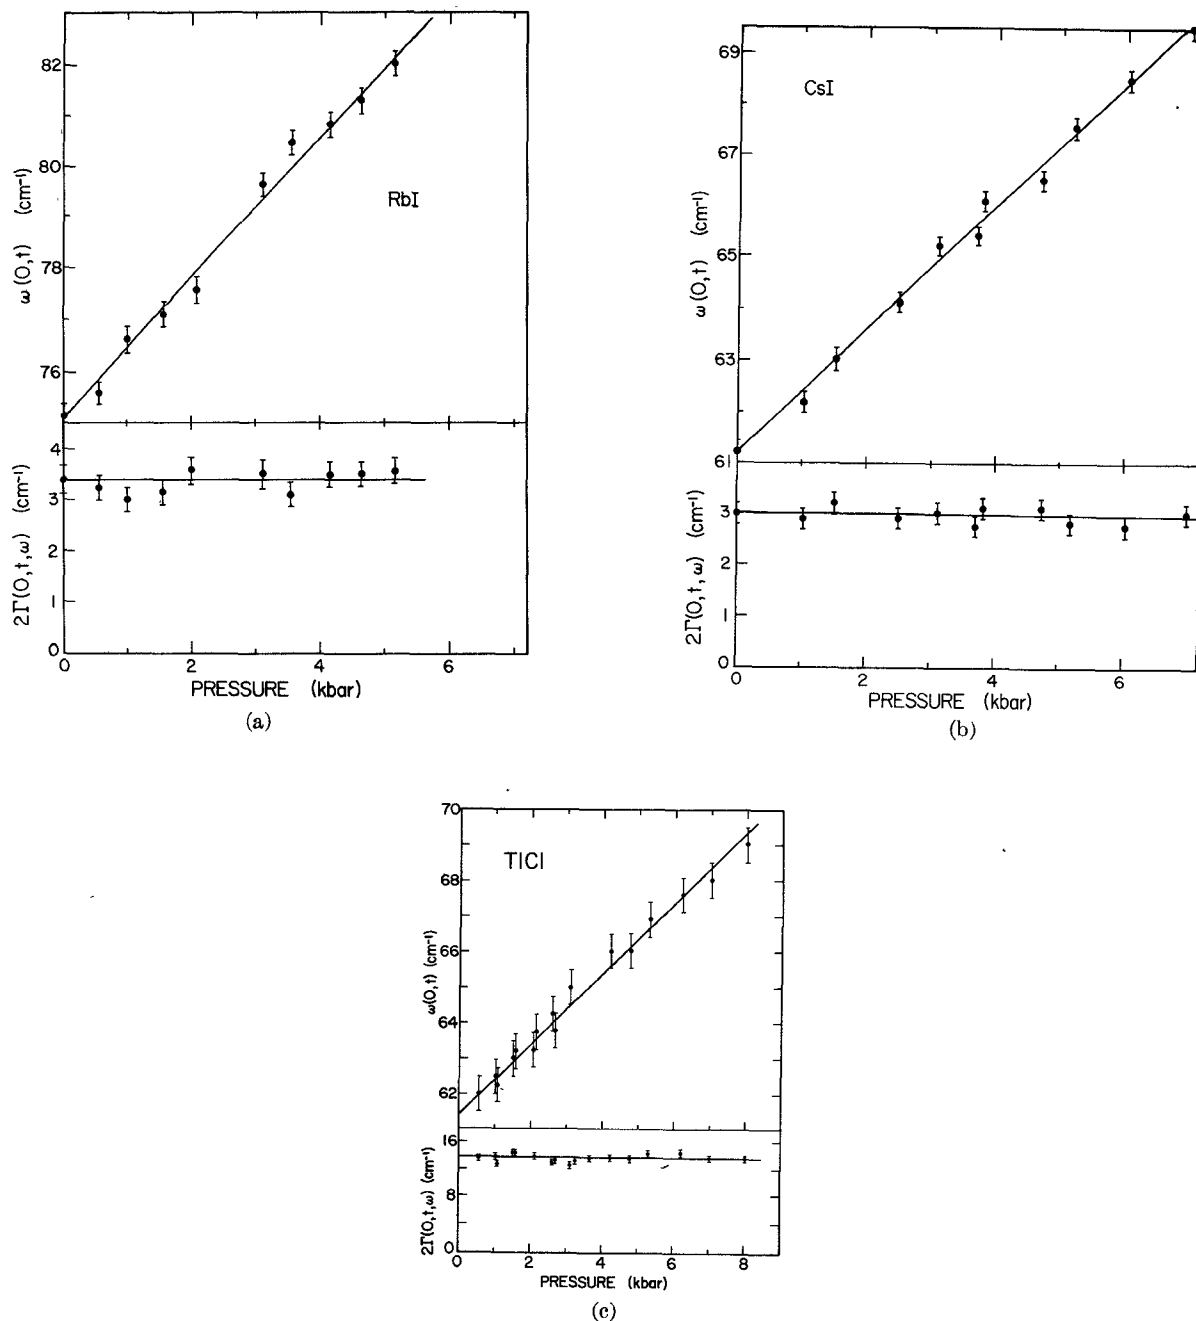 82
80
78
76
ω(0,t) (cm⁻¹)
RbI
4
3
2
1
0
2Γ(0,t,ω) (cm⁻¹)
0 2 4 6
PRESSURE (kbar)
(a)
69
67
65
63
61
ω(0,t) (cm⁻¹)
CsI
3
2
1
0
2Γ(0,t,ω) (cm⁻¹)
0 2 4 6
PRESSURE (kbar)
(b)
70
68
66
64
62
ω(0,t) (cm⁻¹)
TlCl
16
8
0
2Γ(0,t,ω) (cm⁻¹)
0 2 4 6 8
PRESSURE (kbar)
(c)